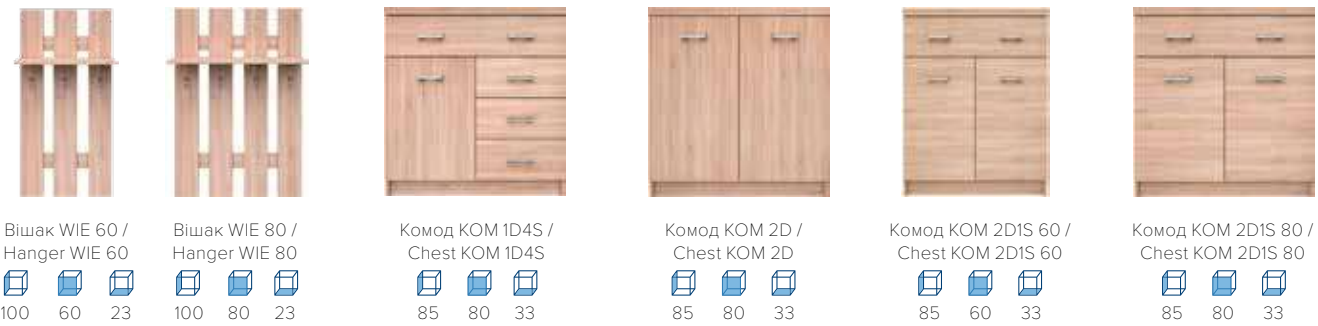 Вішак WIE 60 /
Hanger WIE 60
100 60 23
Вішак WIE 80 /
Hanger WIE 80
100 80 23
Комод KOM 1D4S /
Chest KOM 1D4S
85 80 33
Комод KOM 2D /
Chest KOM 2D
85 80 33
Комод KOM 2D1S 60 /
Chest KOM 2D1S 60
85 60 33
Комод KOM 2D1S 80 /
Chest KOM 2D1S 80
85 80 33